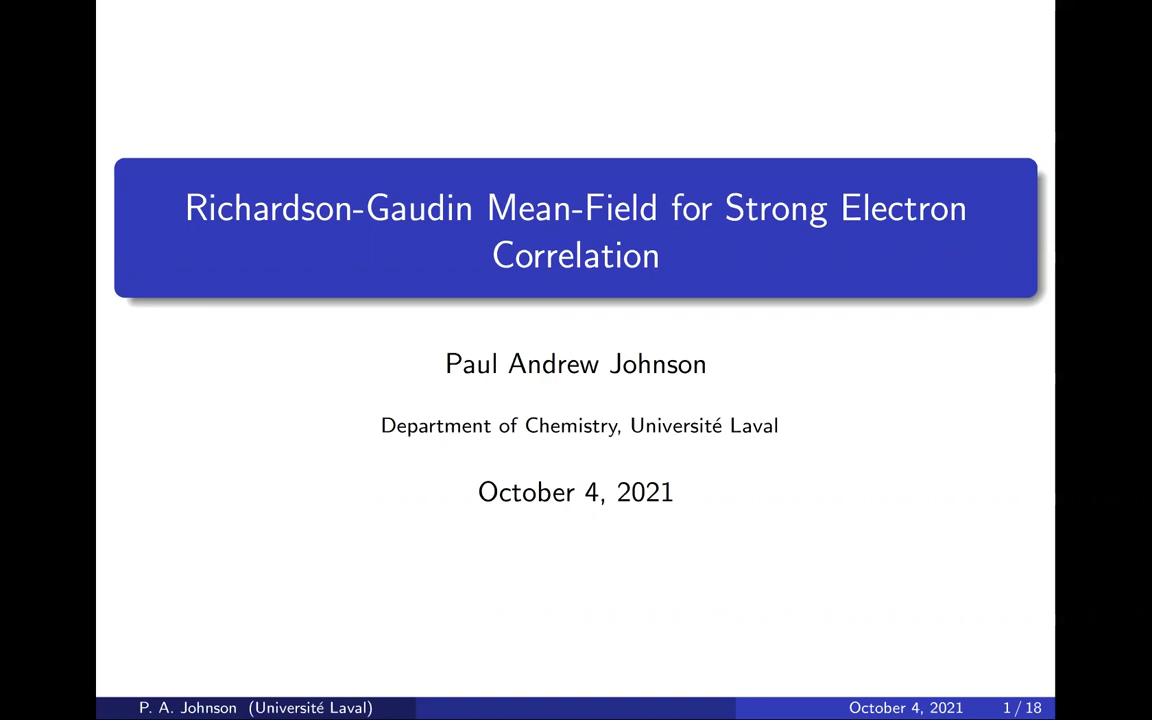 Richardson-Gaudin Mean-Field for Strong Electron
Correlation
Paul Andrew Johnson
Department of Chemistry, Université Laval
October 4, 2021
P. A. Johnson (Université Laval) October 4, 2021 1 / 18